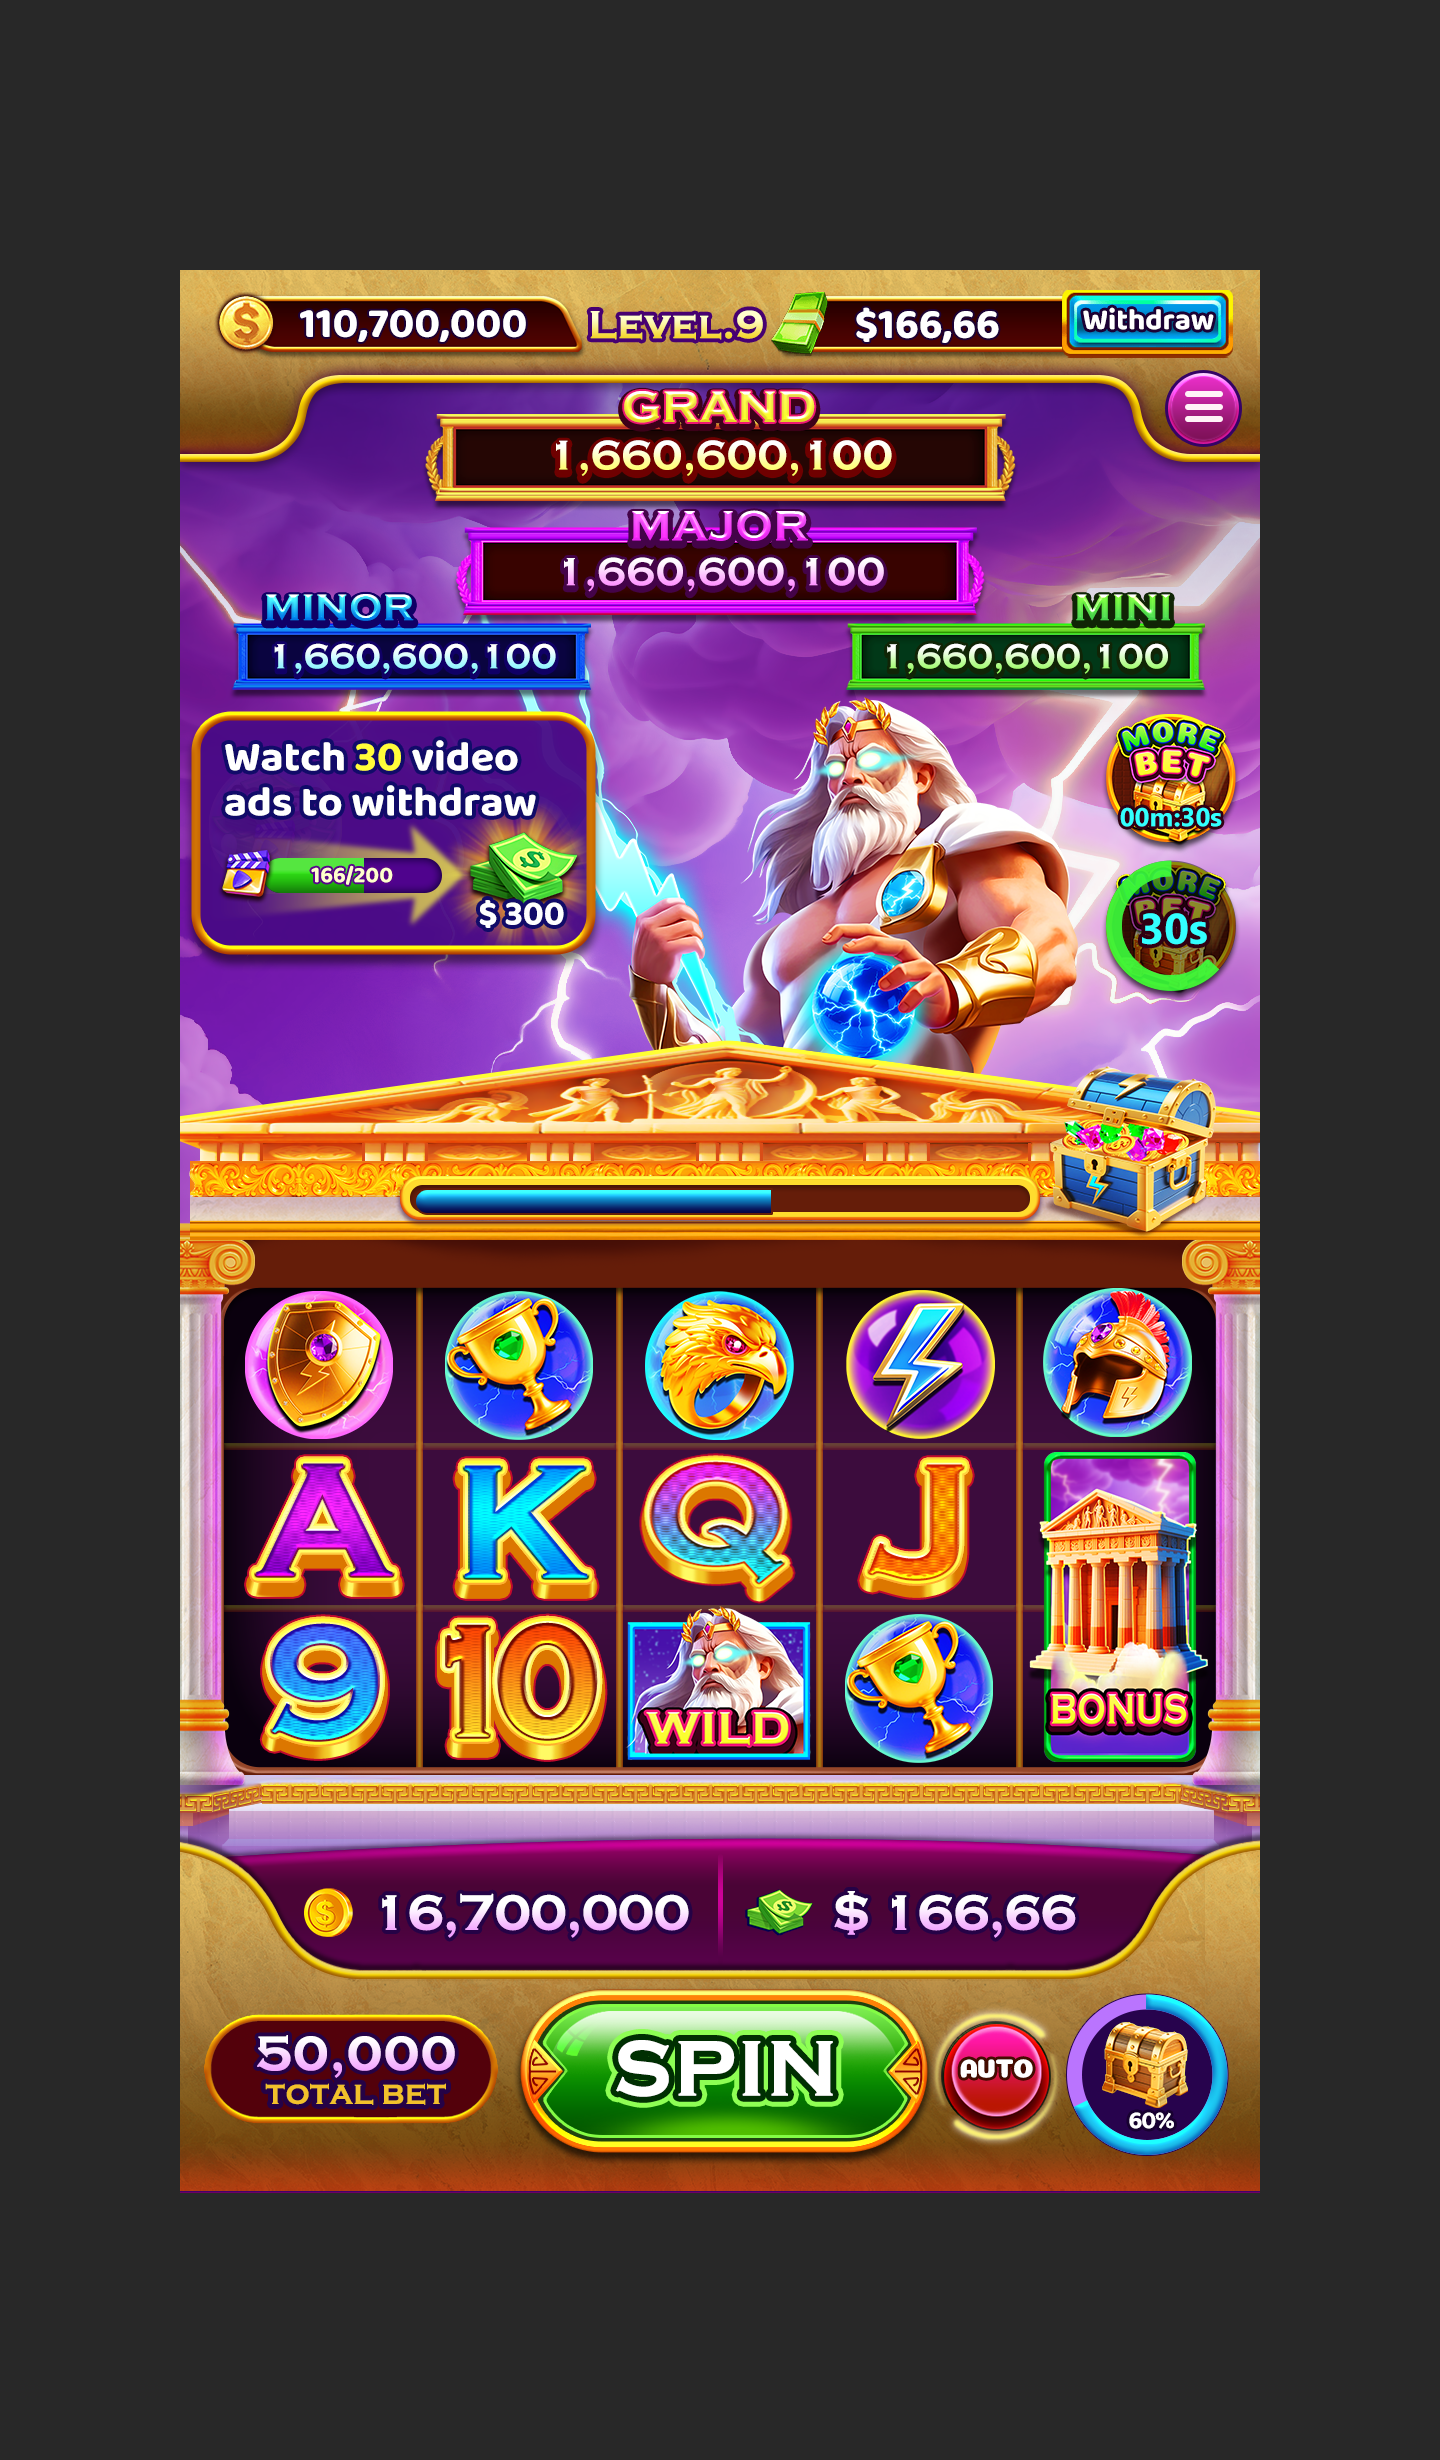 110,700,000
LEVEL.9
$166,66
Withdraw
GRAND
1,660,600,100
MAJOR
1,660,600,100
MINOR
1,660,600,100
MINI
1,660,600,100
Watch 30 video
ads to withdraw
166/200
$ 300
MORE
BET
00m:30s
MORE
BET
30s
A
K
Q
J
9
10
WILD
BONUS
16,700,000
$ 166,66
50,000
TOTAL BET
SPIN
AUTO
60%